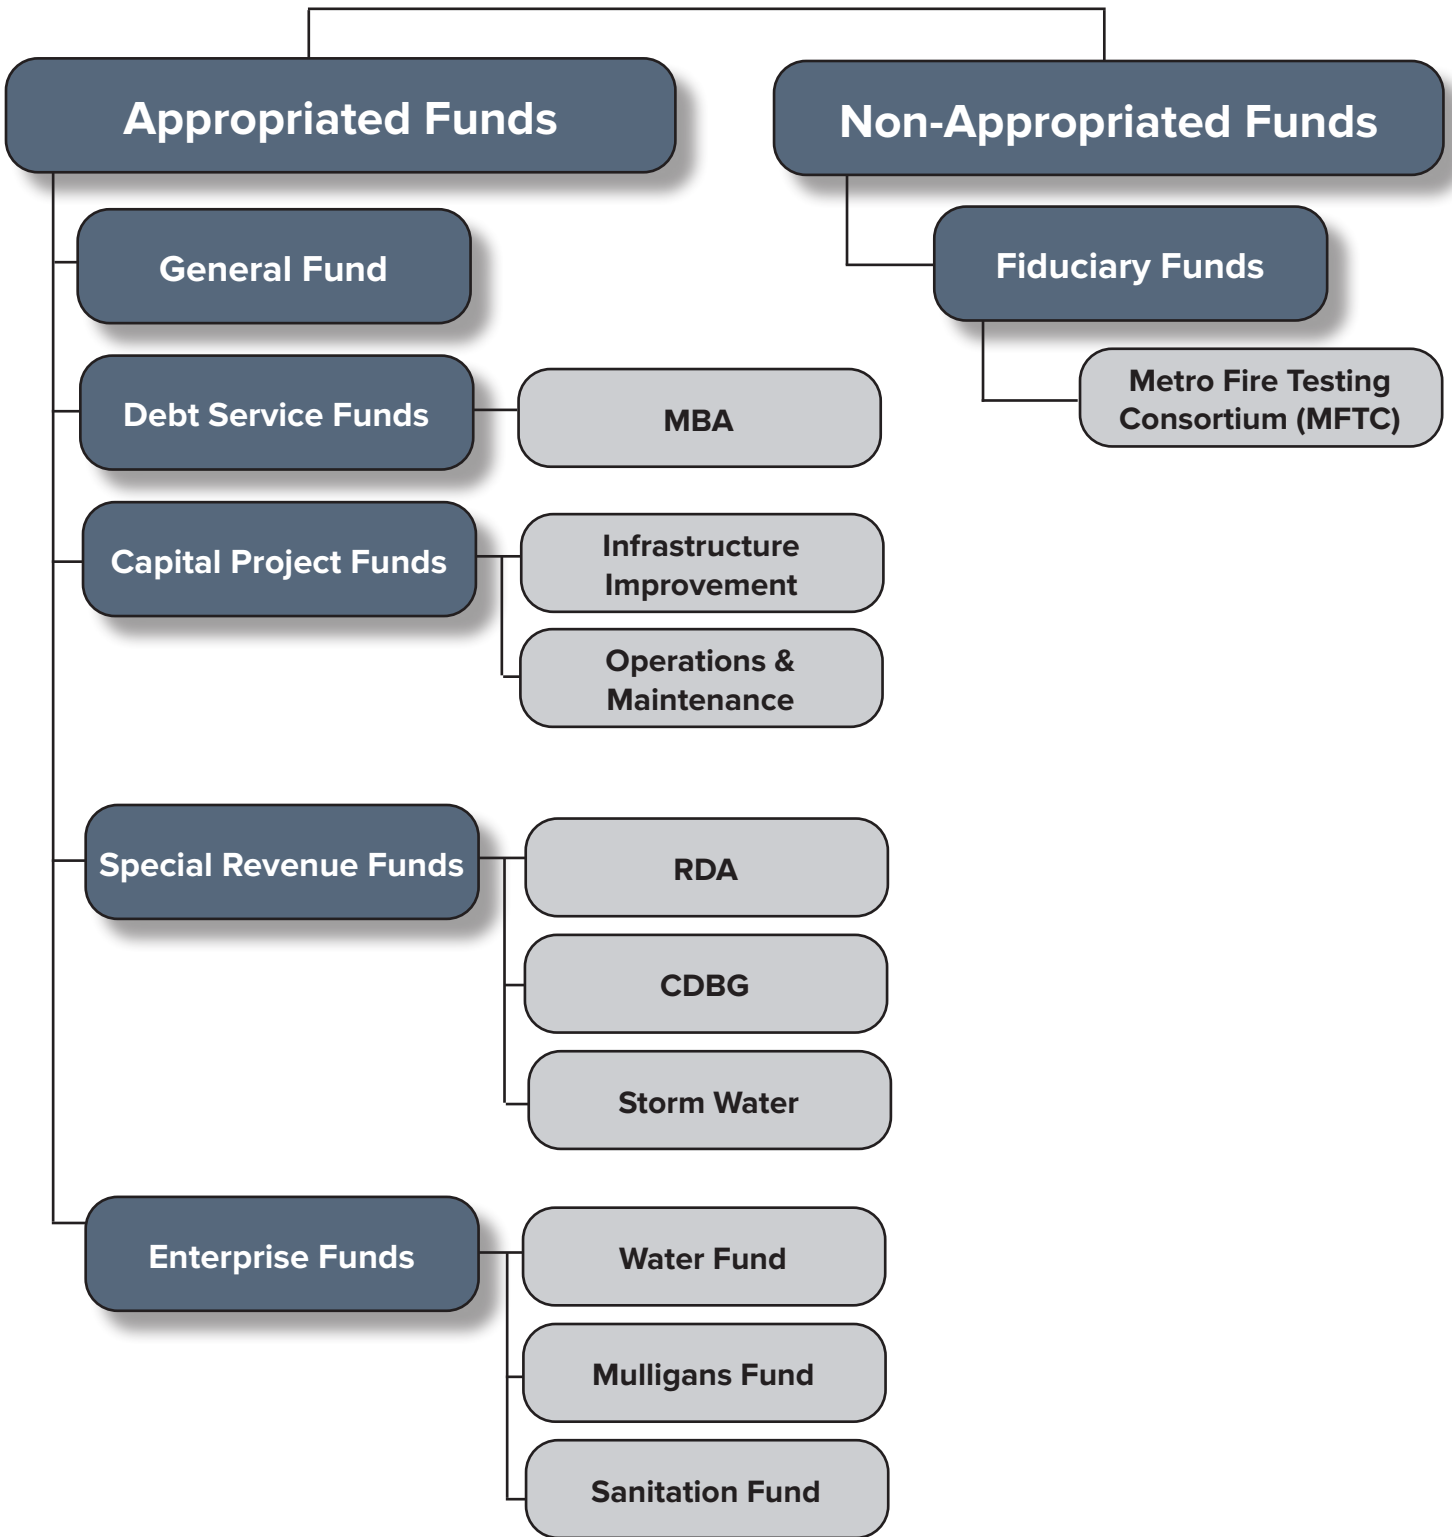 Appropriated Funds
Non-Appropriated Funds
General Fund
Fiduciary Funds
Debt Service Funds
MBA
Metro Fire Testing
Consortium (MFTC)
Capital Project Funds
Infrastructure
Improvement
Operations &
Maintenance
Special Revenue Funds
RDA
CDBG
Storm Water
Enterprise Funds
Water Fund
Mulligans Fund
Sanitation Fund